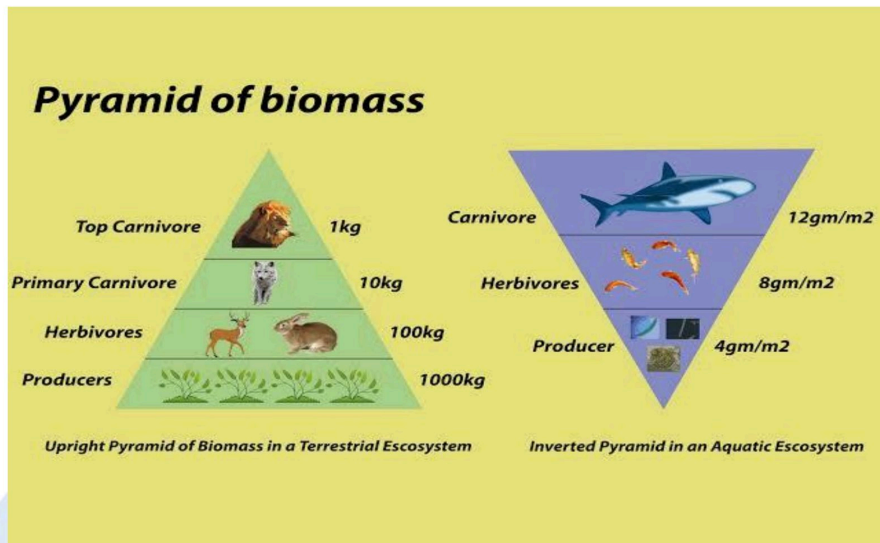 Pyramid of biomass
Top Carnivore 1kg
Primary Carnivore 10kg
Herbivores 100kg
Producers 1000kg
Upright Pyramid of Biomass in a Terrestrial Escosystem
Carnivore 12gm/m2
Herbivores 8gm/m2
Producer 4gm/m2
Inverted Pyramid in an Aquatic Escosystem